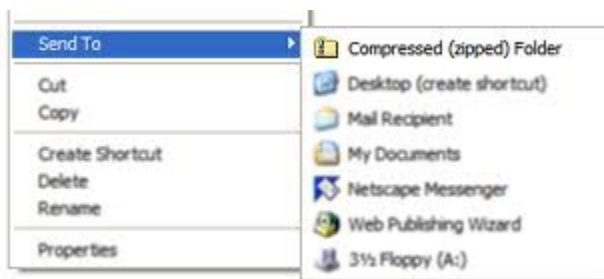 Send To
Cut
Copy
Create Shortcut
Delete
Rename
Properties
Compressed (zipped) Folder
Desktop (create shortcut)
Mail Recipient
My Documents
Netscape Messenger
Web Publishing Wizard
3½ Floppy (A:)